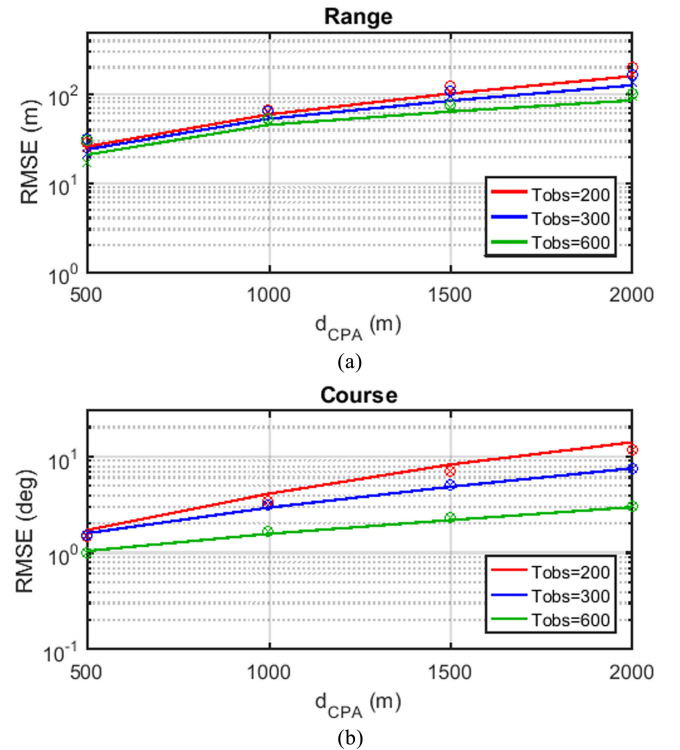 Range
RMSE (m)
10^2
10^1
10^0
Tobs=200
Tobs=300
Tobs=600
500 1000 1500 2000
d_CPA (m)
(a)
Course
RMSE (deg)
10^1
10^0
10^-1
Tobs=200
Tobs=300
Tobs=600
500 1000 1500 2000
d_CPA (m)
(b)